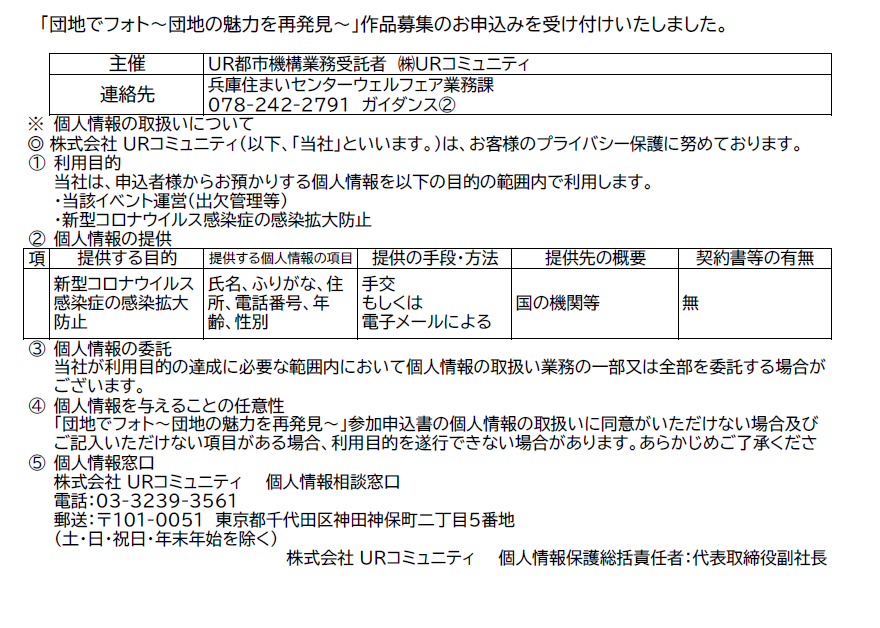 「団地でフォト～団地の魅力を再発見～」作品募集のお申込みを受け付けいたしました。
主催 UR都市機構業務受託者 ㈱URコミュニティ
連絡先 兵庫住まいセンターウェルフェア業務課
078-242-2791 ガイダンス②
※ 個人情報の取扱いについて
◎ 株式会社 URコミュニティ(以下、「当社」といいます。)は、お客様のプライバシー保護に努めております。
① 利用目的
当社は、申込者様からお預かりする個人情報を以下の目的の範囲内で利用します。
・当該イベント運営(出欠管理等)
・新型コロナウイルス感染症の感染拡大防止
② 個人情報の提供
項 提供する目的 提供する個人情報の項目 提供の手段・方法 提供先の概要 契約書等の有無
新型コロナウイルス
感染症の感染拡大
防止
氏名、ふりがな、住
所、電話番号、年
齢、性別
手交
もしくは
電子メールによる
国の機関等
無
③ 個人情報の委託
当社が利用目的の達成に必要な範囲内において個人情報の取扱い業務の一部又は全部を委託する場合が
ございます。
④ 個人情報を与えることの任意性
「団地でフォト～団地の魅力を再発見～」参加申込書の個人情報の取扱いに同意がいただけない場合及び
ご記入いただけない項目がある場合、利用目的を遂行できない場合があります。あらかじめご了承くださ
⑤ 個人情報窓口
株式会社 URコミュニティ 個人情報相談窓口
電話:03-3239-3561
郵送:〒101-0051 東京都千代田区神田神保町二丁目5番地
(土・日・祝日・年末年始を除く)
株式会社 URコミュニティ 個人情報保護総括責任者:代表取締役副社長